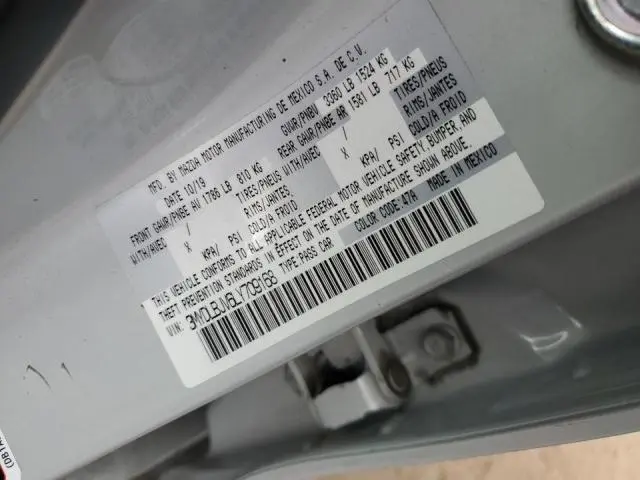 MFD. BY MAZDA MOTOR MANUFACTURING DE MEXICO S.A. DE C.V.
DATE 10/19 GVWR/PNBV 3360 LB 1524 KG
FRONT GAWR/PNBE AV 1786 LB 810 KG REAR GAWR/PNBE AR 1581 LB 717 KG
WITH/AVEC / TIRES/PNEUS WITH/AVEC / TIRES/PNEUS
X RIMS/JANTES X RIMS/JANTES
KPA/ PSI COLD/A FROID KPA/ PSI COLD/A FROID
THIS VEHICLE CONFORMS TO ALL APPLICABLE FEDERAL MOTOR VEHICLE SAFETY, BUMPER, AND
THEFT PREVENTION STANDARDS IN EFFECT ON THE DATE OF MANUFACTURE SHOWN ABOVE.
VIN: TYPE PASS CAR COLOR CODE 47A MADE IN MEXICO